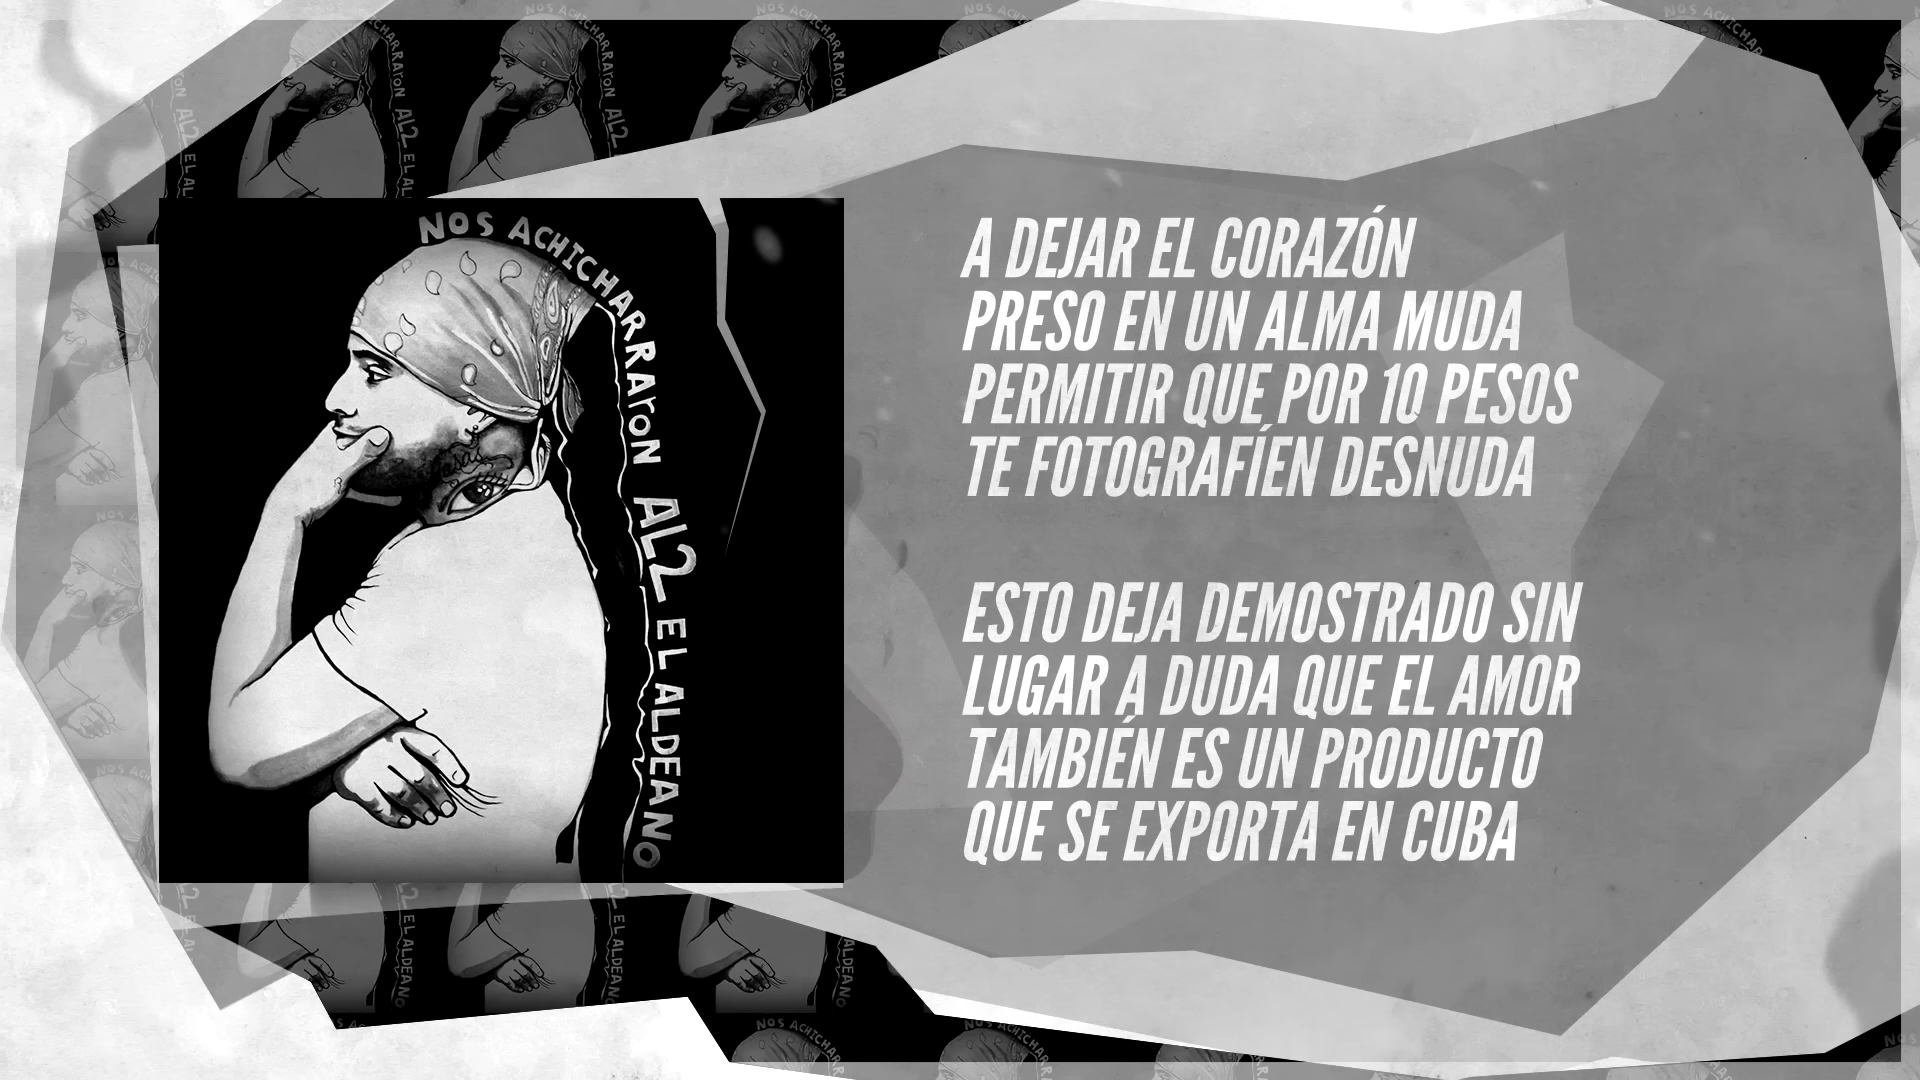 NOS ACHICHARRARON AL2 EL ALDEANO
A DEJAR EL CORAZÓN
PRESO EN UN ALMA MUDA
PERMITIR QUE POR 10 PESOS
TE FOTOGRAFÍEN DESNUDA
ESTO DEJA DEMOSTRADO SIN
LUGAR A DUDA QUE EL AMOR
TAMBIÉN ES UN PRODUCTO
QUE SE EXPORTA EN CUBA